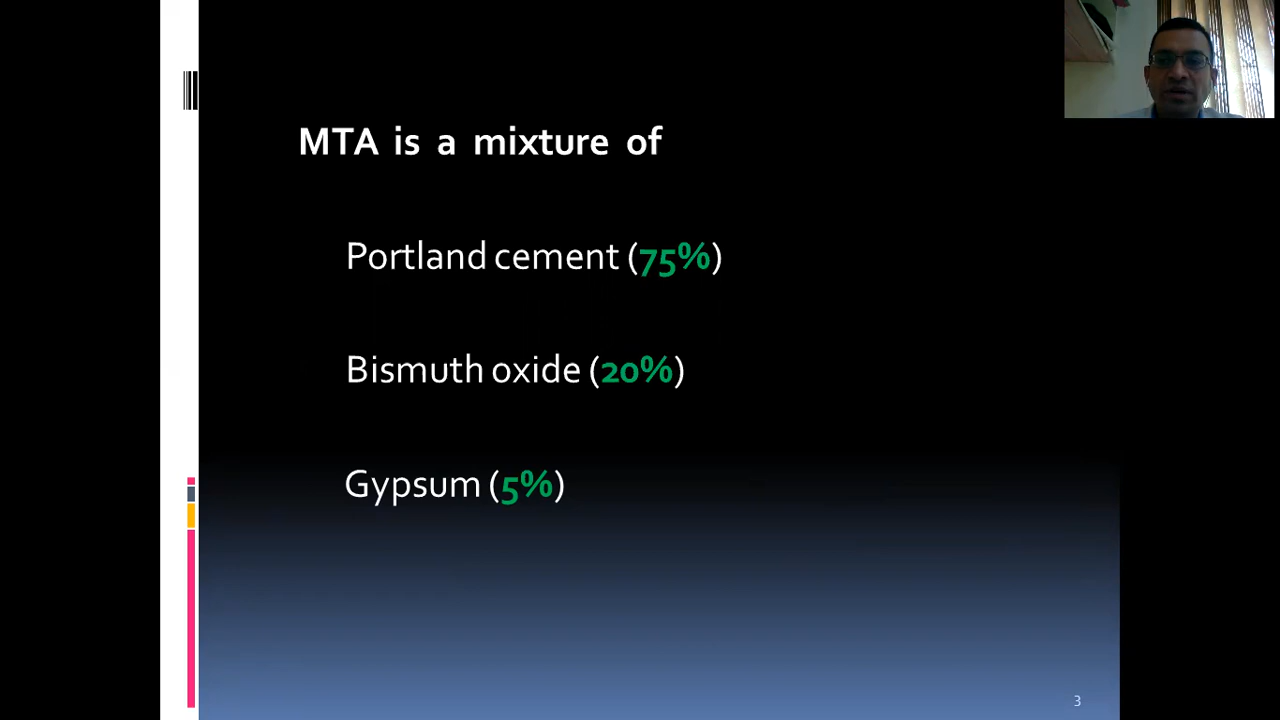 MTA is a mixture of
Portland cement (75%)
Bismuth oxide (20%)
Gypsum (5%)
3